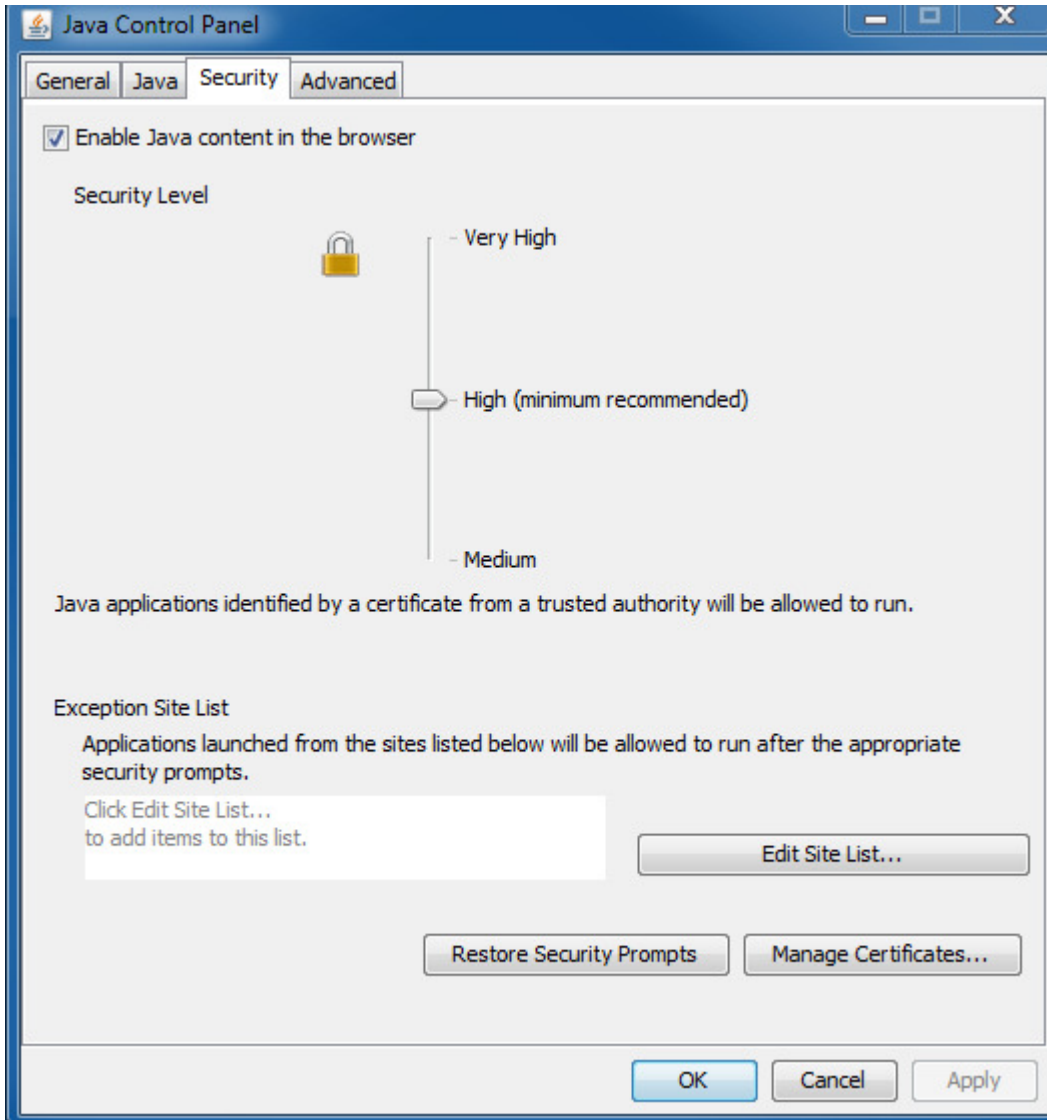 Java Control Panel
General Java Security Advanced
Enable Java content in the browser
Security Level
Very High
High (minimum recommended)
Medium
Java applications identified by a certificate from a trusted authority will be allowed to run.
Exception Site List
Applications launched from the sites listed below will be allowed to run after the appropriate
security prompts.
Click Edit Site List...
to add items to this list.
Edit Site List...
Restore Security Prompts Manage Certificates...
OK Cancel Apply